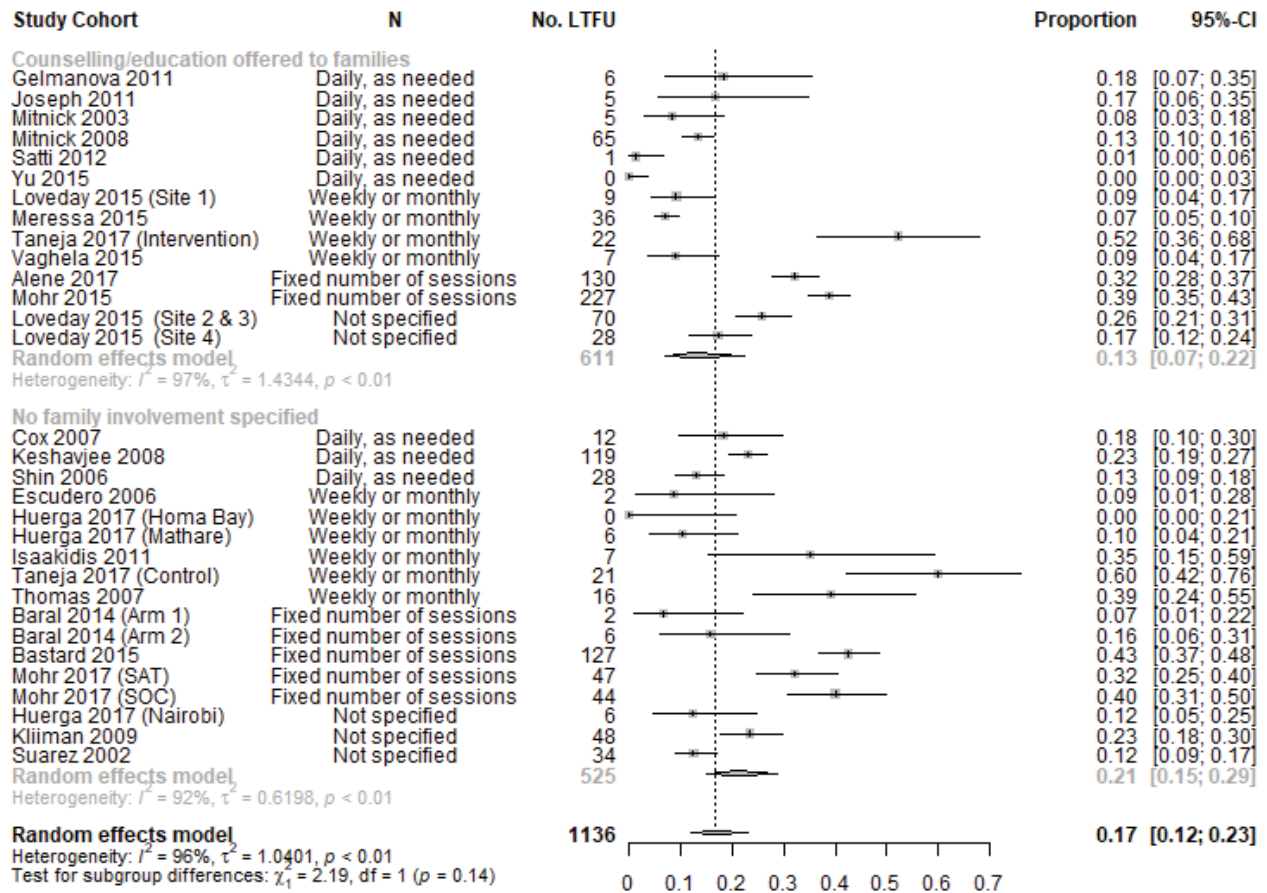 Study Cohort N No. LTFU Proportion 95%-CI
Counselling/education offered to families
Gelmanova 2011 Daily, as needed 6 0.18 [0.07; 0.35]
Joseph 2011 Daily, as needed 5 0.17 [0.06; 0.35]
Mitnick 2003 Daily, as needed 5 0.08 [0.03; 0.18]
Mitnick 2008 Daily, as needed 65 0.13 [0.10; 0.16]
Satti 2012 Daily, as needed 1 0.01 [0.00; 0.06]
Yu 2015 Daily, as needed 0 0.00 [0.00; 0.03]
Loveday 2015 (Site 1) Weekly or monthly 9 0.09 [0.04; 0.17]
Meressa 2015 Weekly or monthly 36 0.07 [0.05; 0.10]
Taneja 2017 (Intervention) Weekly or monthly 22 0.52 [0.36; 0.68]
Vaghela 2015 Weekly or monthly 7 0.09 [0.04; 0.17]
Alene 2017 Fixed number of sessions 130 0.32 [0.28; 0.37]
Mohr 2015 Fixed number of sessions 227 0.39 [0.35; 0.43]
Loveday 2015 (Site 2 & 3) Not specified 70 0.26 [0.21; 0.31]
Loveday 2015 (Site 4) Not specified 28 0.17 [0.12; 0.24]
Random effects model 611 0.13 [0.07; 0.22]
Heterogeneity: I² = 97%, τ² = 1.4344, p < 0.01
No family involvement specified
Cox 2007 Daily, as needed 12 0.18 [0.10; 0.30]
Keshavjee 2008 Daily, as needed 119 0.23 [0.19; 0.27]
Shin 2006 Daily, as needed 28 0.13 [0.09; 0.18]
Escudero 2006 Weekly or monthly 2 0.09 [0.01; 0.28]
Huerga 2017 (Homa Bay) Weekly or monthly 0 0.00 [0.00; 0.21]
Huerga 2017 (Mathare) Weekly or monthly 6 0.10 [0.04; 0.21]
Isaakidis 2011 Weekly or monthly 7 0.35 [0.15; 0.59]
Taneja 2017 (Control) Weekly or monthly 21 0.60 [0.42; 0.76]
Thomas 2007 Weekly or monthly 16 0.39 [0.24; 0.55]
Baral 2014 (Arm 1) Fixed number of sessions 2 0.07 [0.01; 0.22]
Baral 2014 (Arm 2) Fixed number of sessions 6 0.16 [0.06; 0.31]
Bastard 2015 Fixed number of sessions 127 0.43 [0.37; 0.48]
Mohr 2017 (SAT) Fixed number of sessions 47 0.32 [0.25; 0.40]
Mohr 2017 (SOC) Fixed number of sessions 44 0.40 [0.31; 0.50]
Huerga 2017 (Nairobi) Not specified 6 0.12 [0.05; 0.25]
Kliiman 2009 Not specified 48 0.23 [0.18; 0.30]
Suarez 2002 Not specified 34 0.12 [0.09; 0.17]
Random effects model 525 0.21 [0.15; 0.29]
Heterogeneity: I² = 92%, τ² = 0.6198, p < 0.01
Random effects model 1136 0.17 [0.12; 0.23]
Heterogeneity: I² = 96%, τ² = 1.0401, p < 0.01
Test for subgroup differences: χ²₁ = 2.19, df = 1 (p = 0.14)
0 0.1 0.2 0.3 0.4 0.5 0.6 0.7